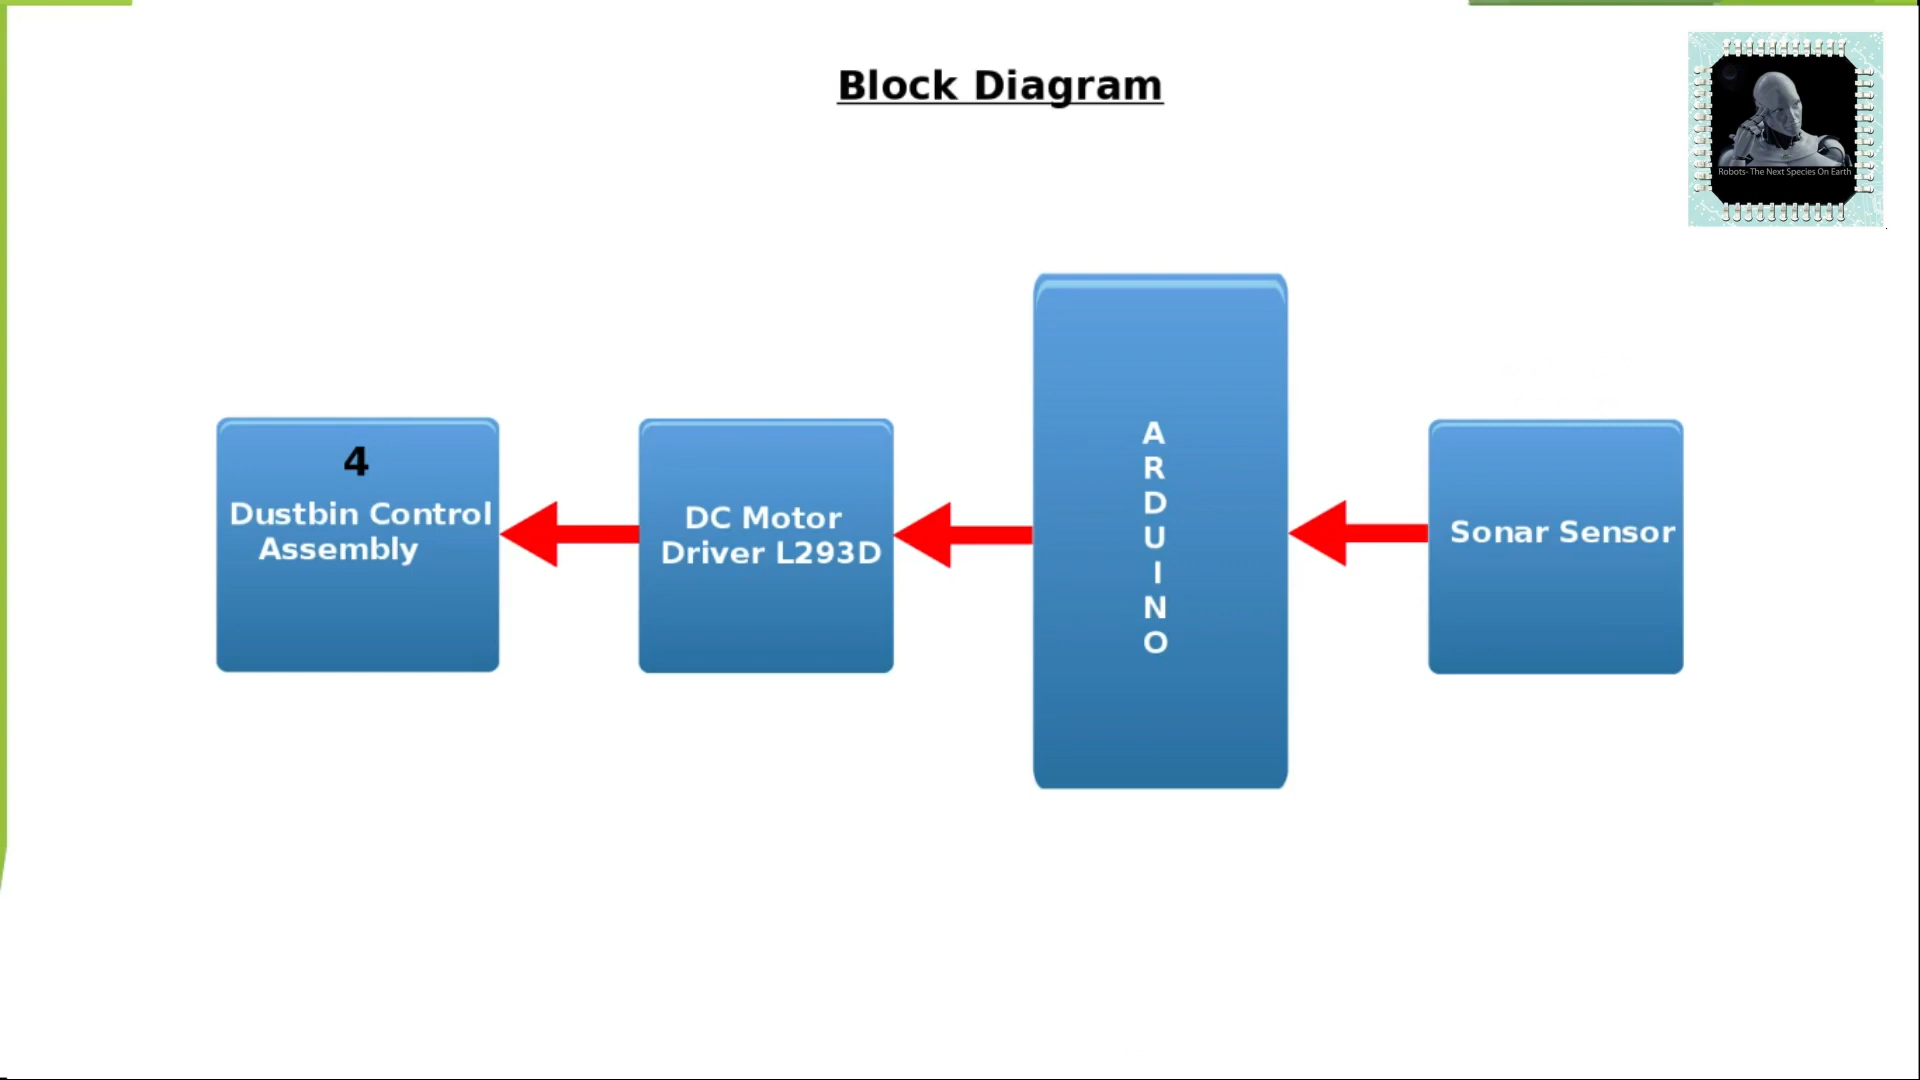 Block Diagram
Robots- The Next Species On Earth
4
Dustbin Control
Assembly
DC Motor
Driver L293D
A
R
D
U
I
N
O
Sonar Sensor